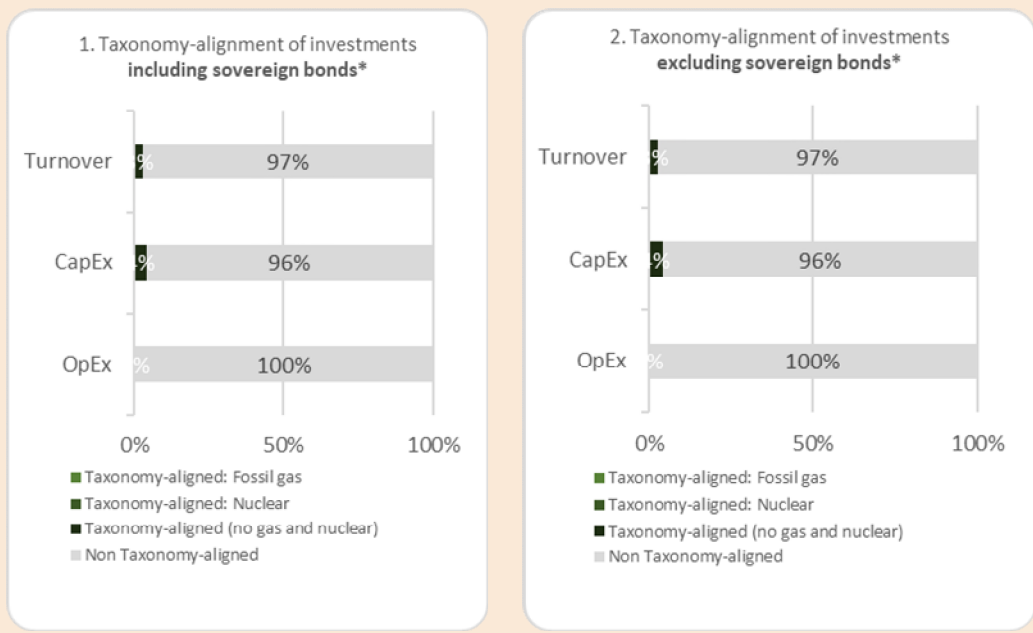 1. Taxonomy-alignment of investments
including sovereign bonds*
Turnover
97%
CapEx
96%
OpEx
100%
0% 50% 100%
Taxonomy-aligned: Fossil gas
Taxonomy-aligned: Nuclear
Taxonomy-aligned (no gas and nuclear)
Non Taxonomy-aligned
2. Taxonomy-alignment of investments
excluding sovereign bonds*
Turnover
97%
CapEx
96%
OpEx
100%
0% 50% 100%
Taxonomy-aligned: Fossil gas
Taxonomy-aligned: Nuclear
Taxonomy-aligned (no gas and nuclear)
Non Taxonomy-aligned